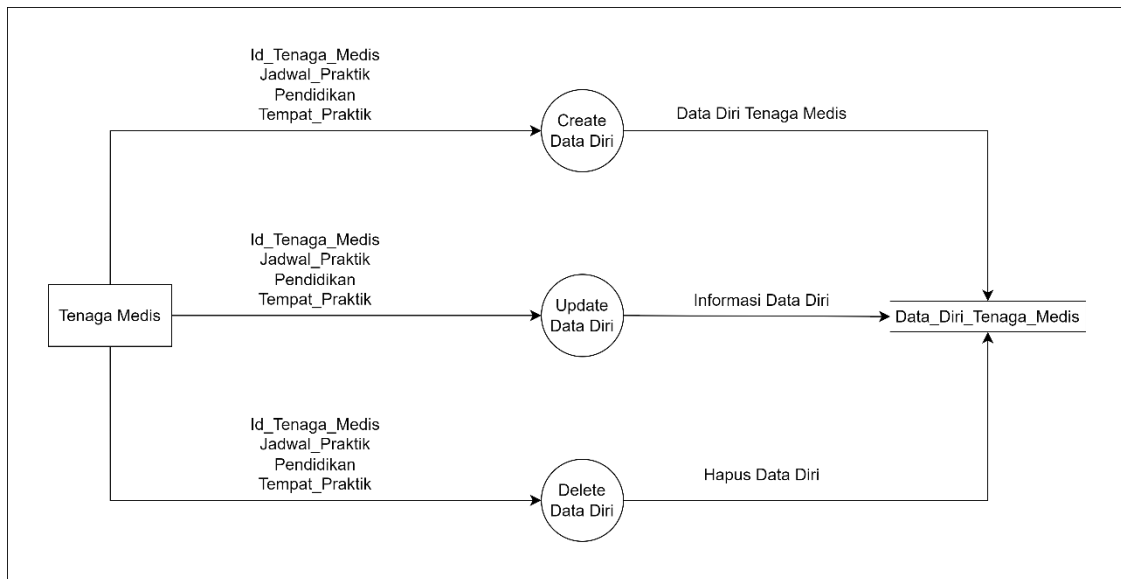 Id_Tenaga_Medis
Jadwal_Praktik
Pendidikan
Tempat_Praktik
Create
Data Diri
Data Diri Tenaga Medis
Id_Tenaga_Medis
Jadwal_Praktik
Pendidikan
Tempat_Praktik
Tenaga Medis
Update
Data Diri
Informasi Data Diri
Data_Diri_Tenaga_Medis
Id_Tenaga_Medis
Jadwal_Praktik
Pendidikan
Tempat_Praktik
Delete
Data Diri
Hapus Data Diri